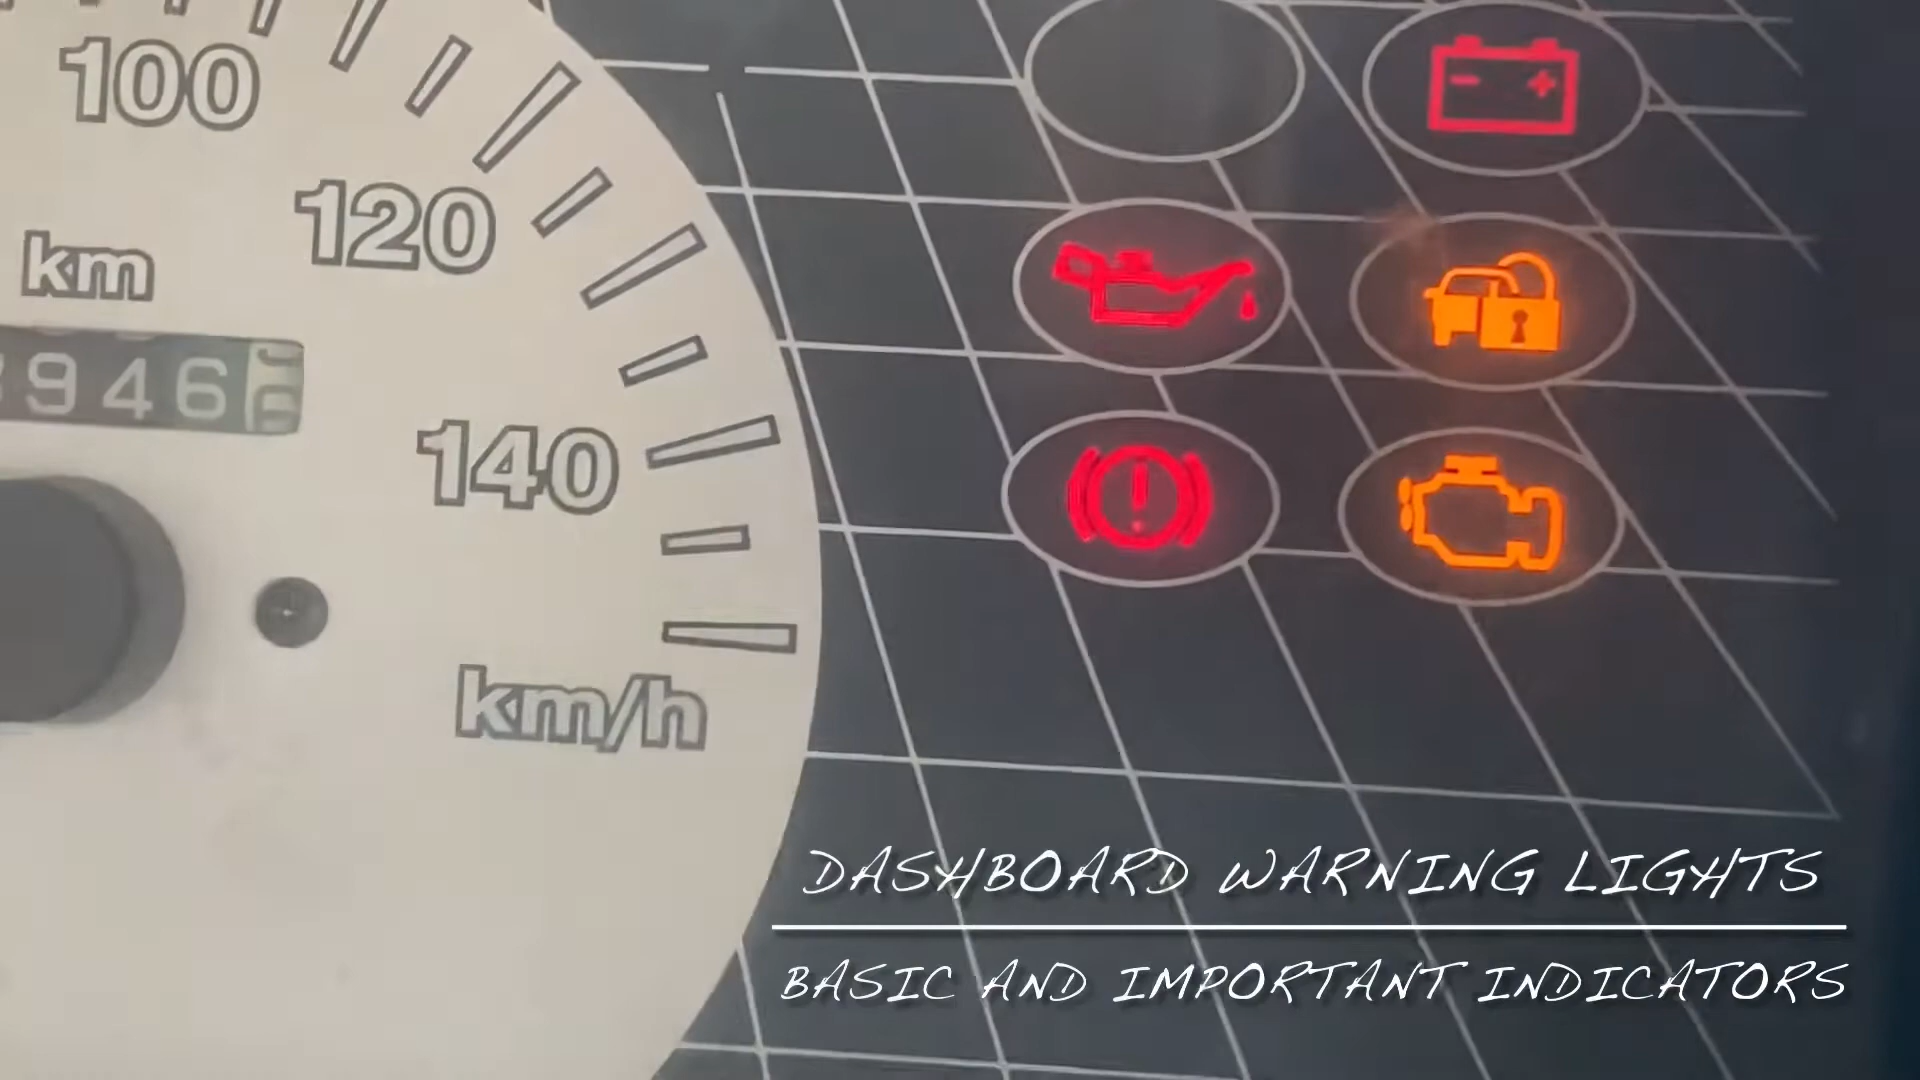 100
120
km
946
140
km/h
DASHBOARD WARNING LIGHTS
BASIC AND IMPORTANT INDICATORS